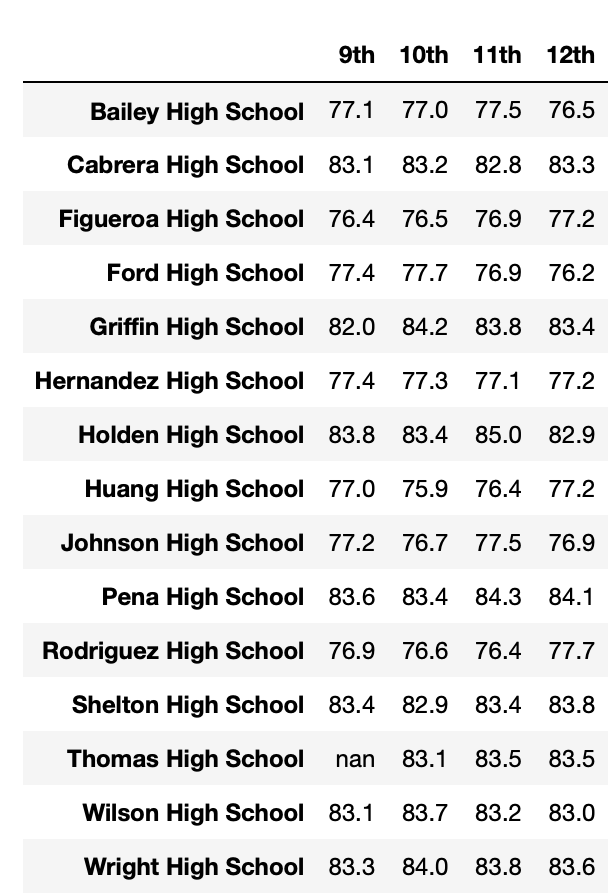 9th 10th 11th 12th
Bailey High School 77.1 77.0 77.5 76.5
Cabrera High School 83.1 83.2 82.8 83.3
Figueroa High School 76.4 76.5 76.9 77.2
Ford High School 77.4 77.7 76.9 76.2
Griffin High School 82.0 84.2 83.8 83.4
Hernandez High School 77.4 77.3 77.1 77.2
Holden High School 83.8 83.4 85.0 82.9
Huang High School 77.0 75.9 76.4 77.2
Johnson High School 77.2 76.7 77.5 76.9
Pena High School 83.6 83.4 84.3 84.1
Rodriguez High School 76.9 76.6 76.4 77.7
Shelton High School 83.4 82.9 83.4 83.8
Thomas High School nan 83.1 83.5 83.5
Wilson High School 83.1 83.7 83.2 83.0
Wright High School 83.3 84.0 83.8 83.6